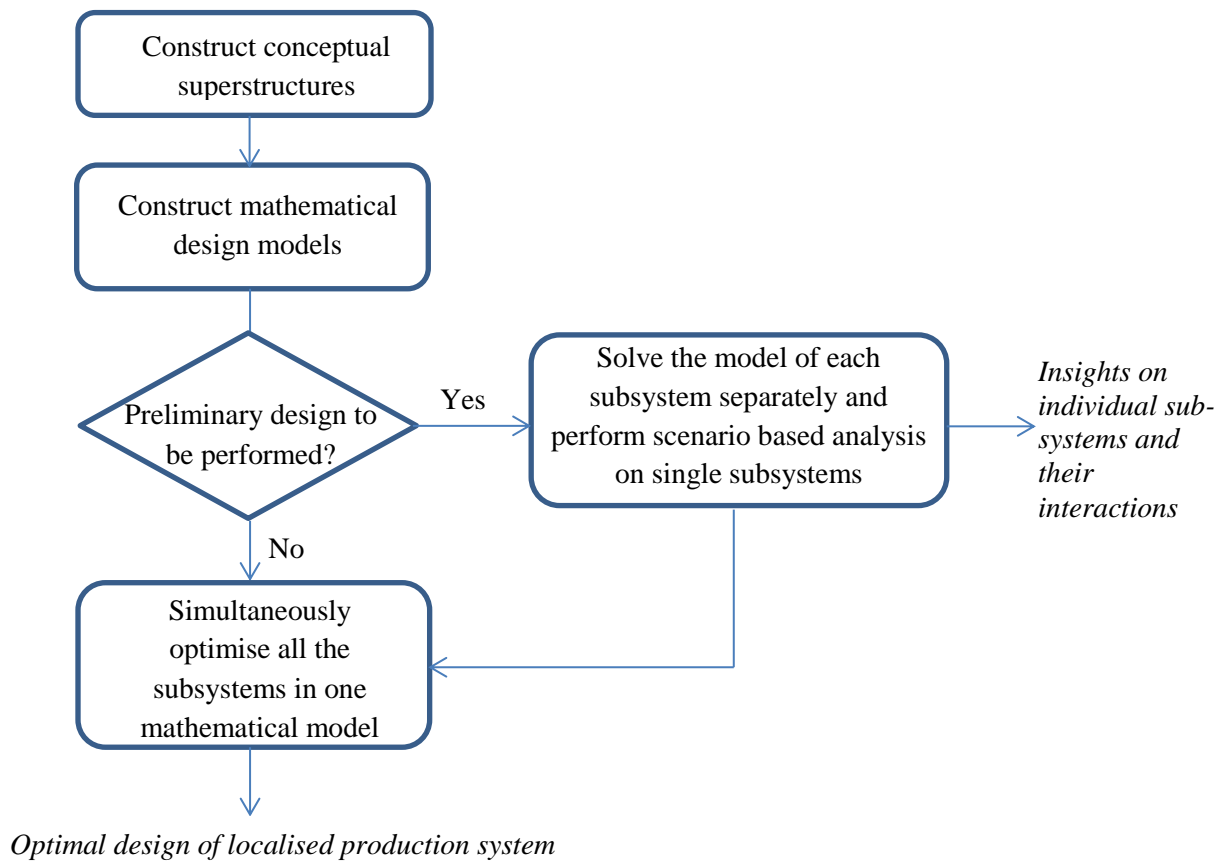 Construct conceptual
superstructures
Construct mathematical
design models
Preliminary design to
be performed?
Yes
Solve the model of each
subsystem separately and
perform scenario based analysis
on single subsystems
Insights on
individual sub-
systems and
their
interactions
No
Simultaneously
optimise all the
subsystems in one
mathematical model
Optimal design of localised production system